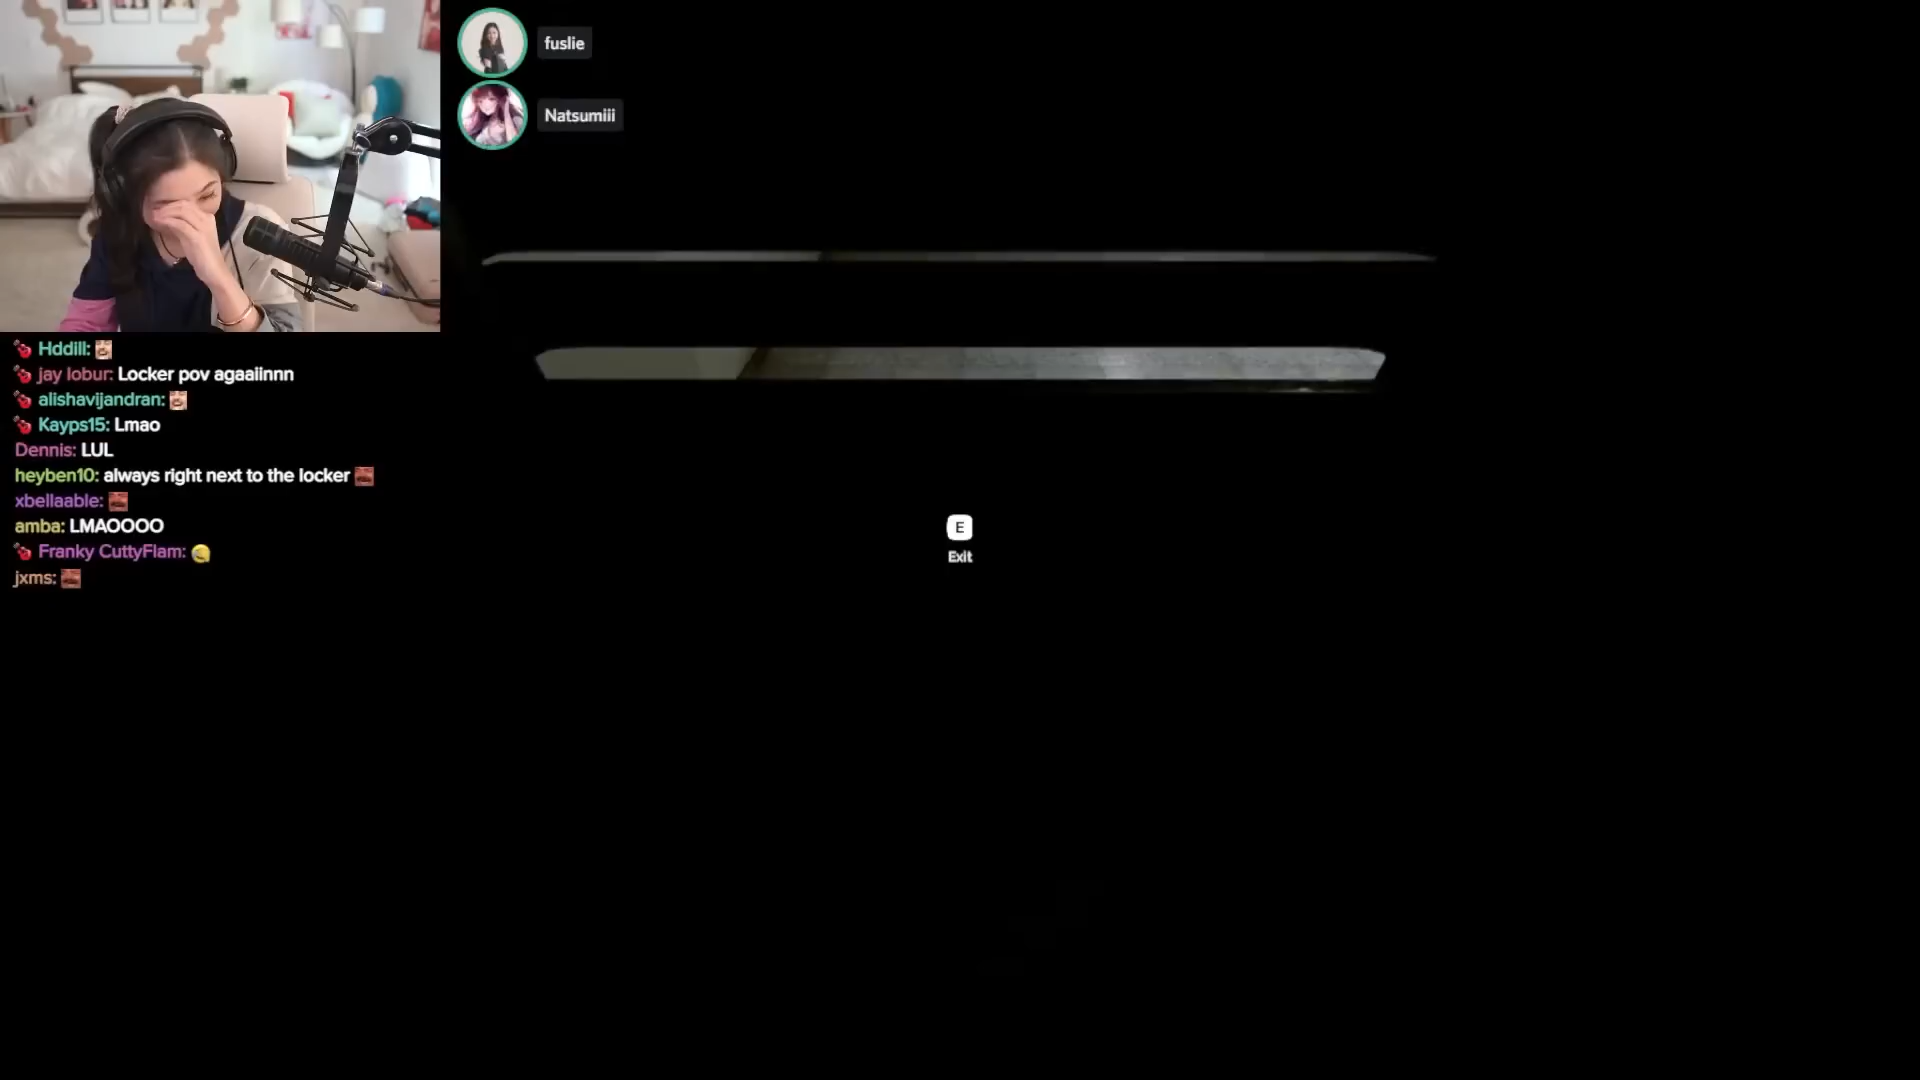 fuslie
Natsumiii
Hddill:
jay lobur: Locker pov agaaiinnn
alishavijandran:
Kayps15: Lmao
Dennis: LUL
heyben10: always right next to the locker
xbellaable:
amba: LMAOOOO
Franky CuttyFlam:
jxms:
E
Exit